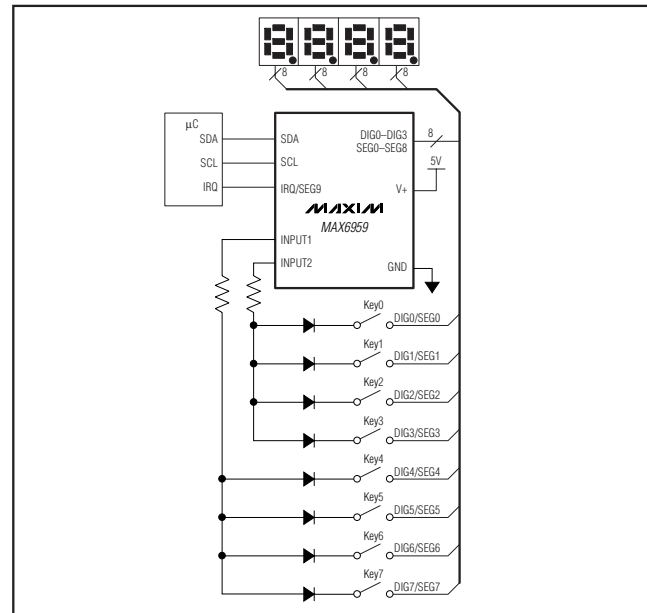 8 8 8 8
µC
SDA
SCL
IRQ
SDA
SCL
IRQ/SEG9
INPUT1
INPUT2
MAXIM
MAX6959
DIG0–DIG3
SEG0–SEG8
V+
GND
8
5V
Key0
DIG0/SEG0
Key1
DIG1/SEG1
Key2
DIG2/SEG2
Key3
DIG3/SEG3
Key4
DIG4/SEG4
Key5
DIG5/SEG5
Key6
DIG6/SEG6
Key7
DIG7/SEG7